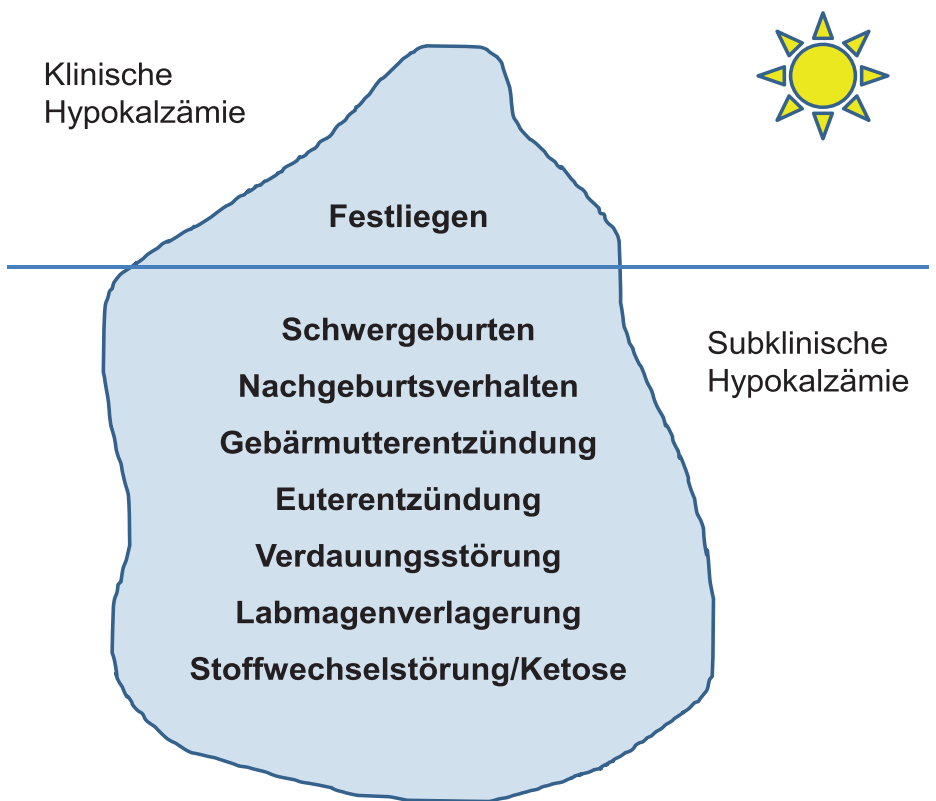 Klinische
Hypokalzämie
Festliegen
Schwergeburten
Nachgeburtsverhalten
Gebärmutterentzündung
Euterentzündung
Verdauungsstörung
Labmagenverlagerung
Stoffwechselstörung/Ketose
Subklinische
Hypokalzämie